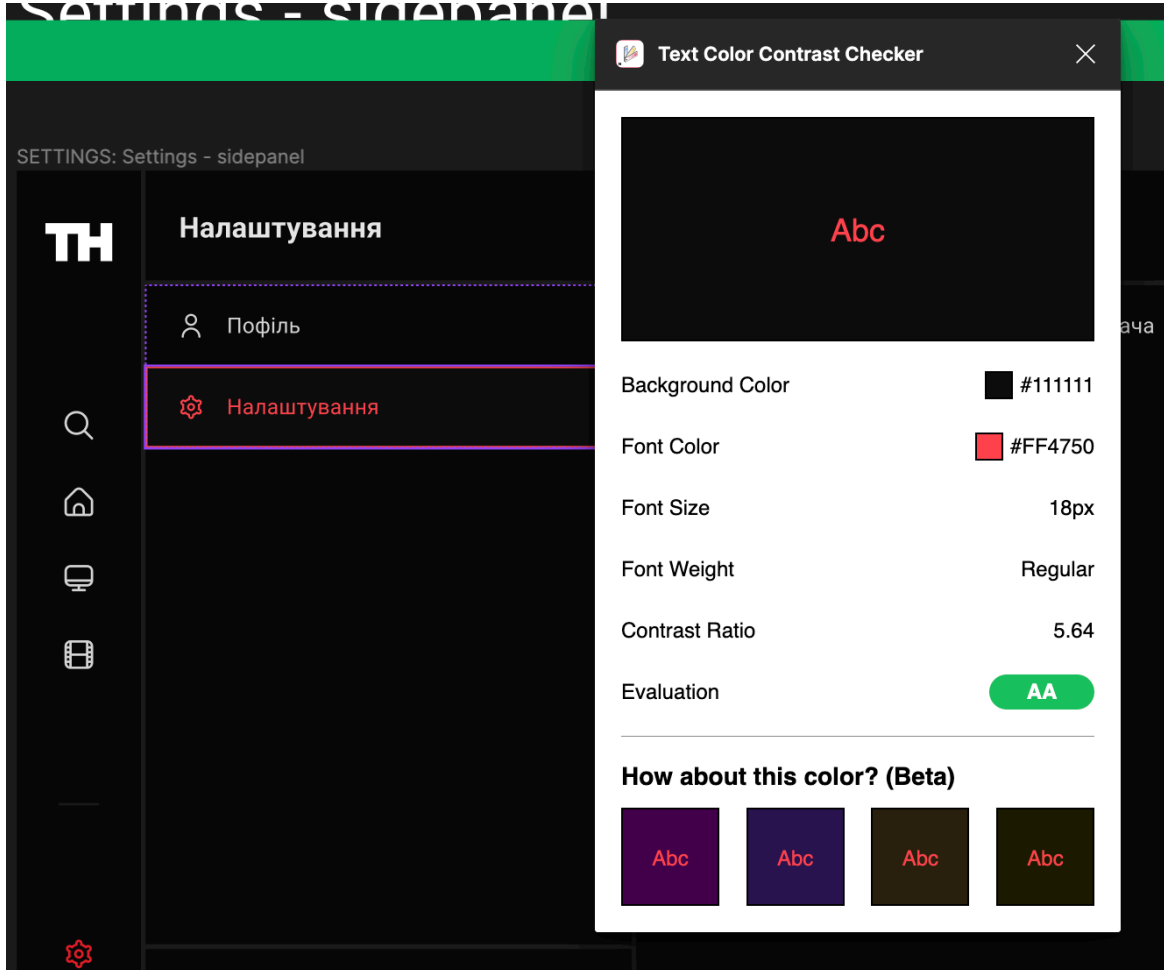 Settings - sidepanel
SETTINGS: Settings - sidepanel
TH
Налаштування
Пофіль
Налаштування
ача
Text Color Contrast Checker
Abc
Background Color #111111
Font Color #FF4750
Font Size 18px
Font Weight Regular
Contrast Ratio 5.64
Evaluation AA
How about this color? (Beta)
Abc Abc Abc Abc